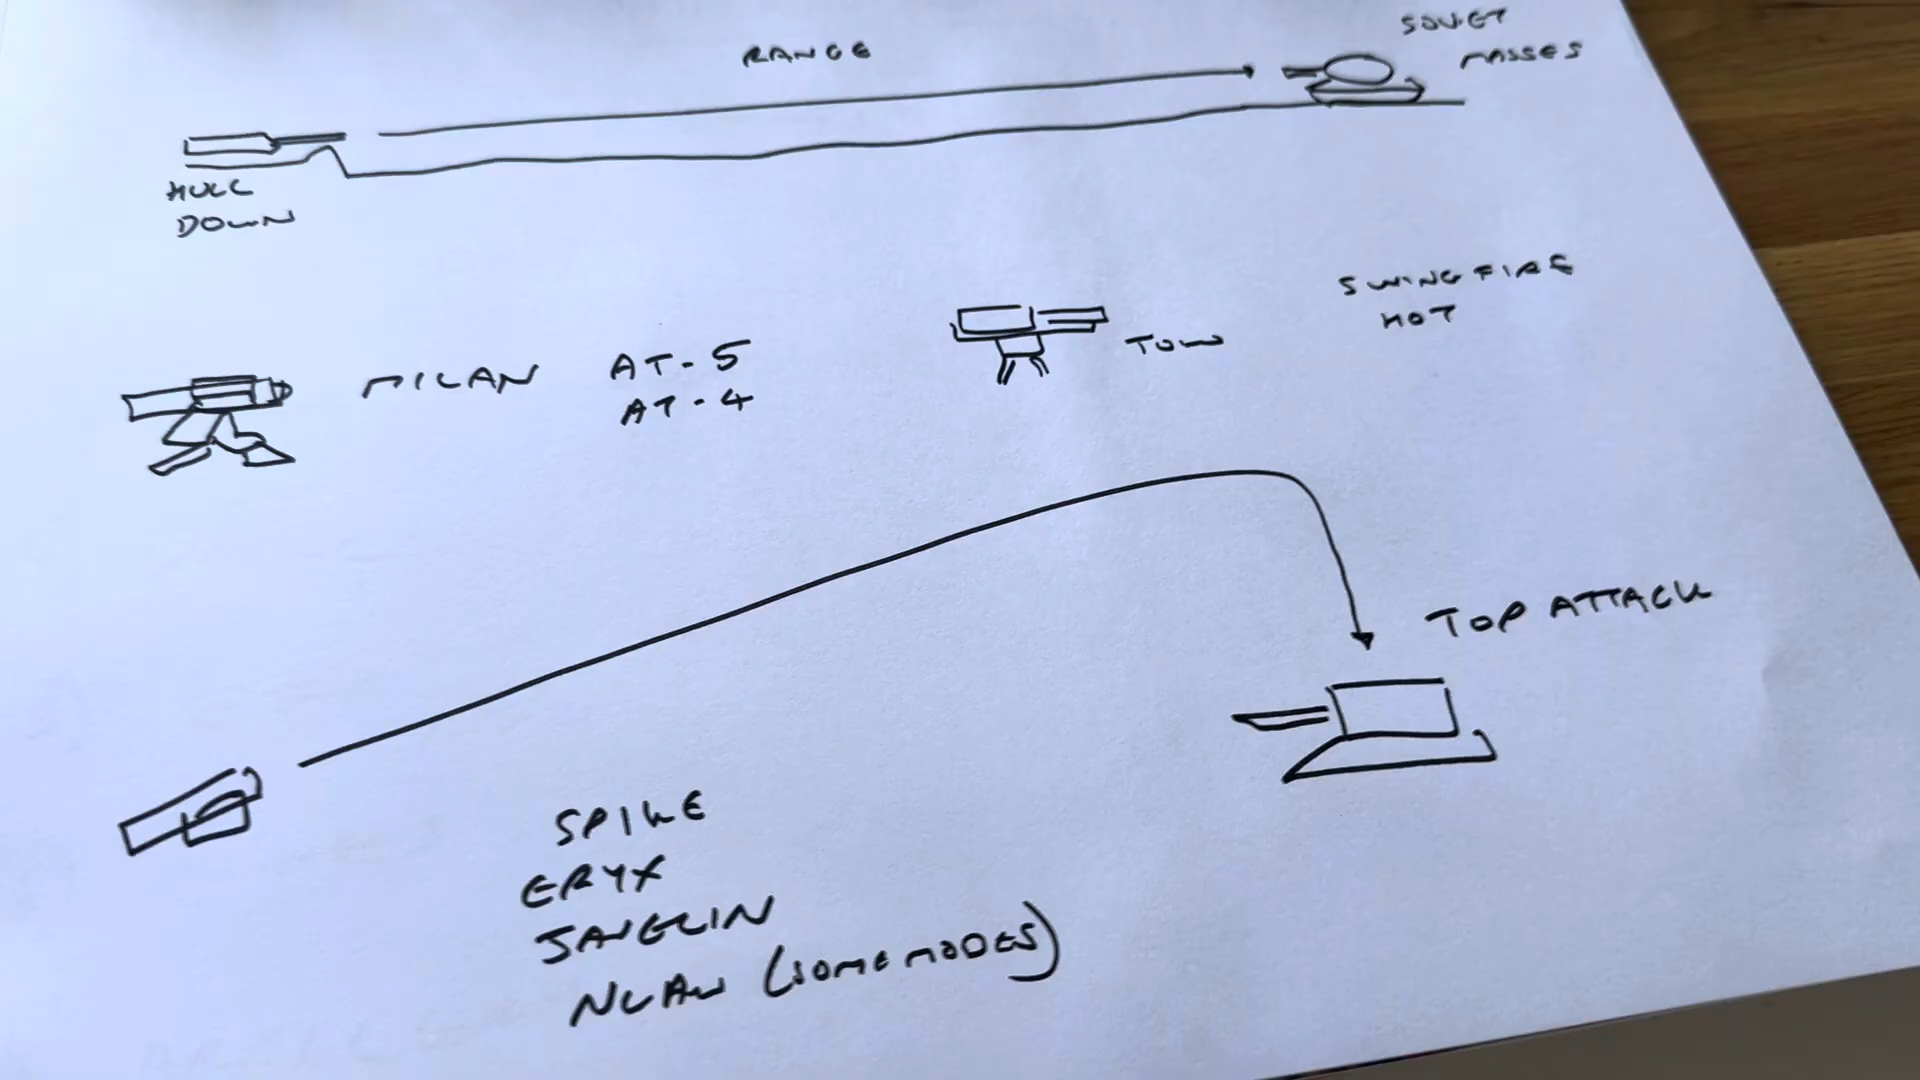 RANGE
SOVIET
MASSES
HULL
DOWN
SWINGFIRE
HOT
TOW
MILAN
AT-5
AT-4
TOP ATTACK
SPIKE
ERYX
JAVELIN
NLAW (SOME MODES)